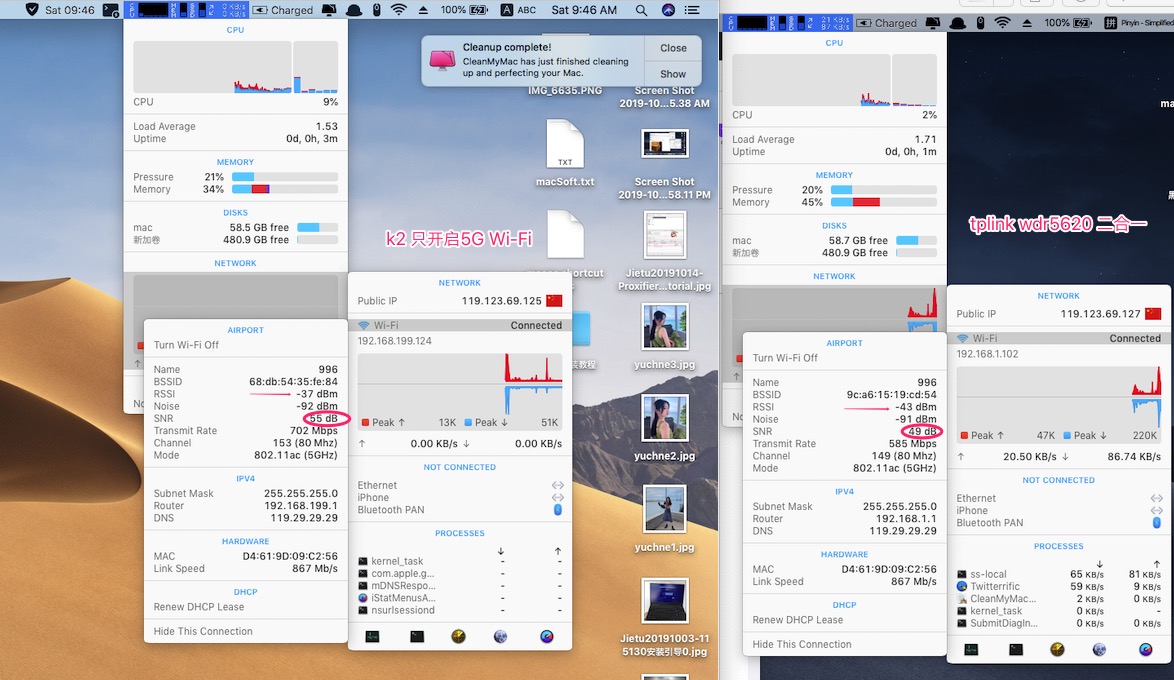 Sat 09:46
Charged
100%
A ABC
Sat 9:46 AM
CPU
CPU 9%
Load Average 1.53
Uptime 0d, 0h, 3m
MEMORY
Pressure 21%
Memory 34%
DISKS
mac 58.5 GB free
新加卷 480.9 GB free
NETWORK
AIRPORT
Turn Wi-Fi Off
Name 996
BSSID 68:db:54:35:fe:84
RSSI -37 dBm
Noise -92 dBm
SNR 55 dB
Transmit Rate 702 Mbps
Channel 153 (80 Mhz)
Mode 802.11ac (5GHz)
IPV4
Subnet Mask 255.255.255.0
Router 192.168.199.1
DNS 119.29.29.29
HARDWARE
MAC D4:61:9D:09:C2:56
Link Speed 867 Mb/s
DHCP
Renew DHCP Lease
Hide This Connection
NETWORK
Public IP 119.123.69.125
Wi-Fi Connected
192.168.199.124
Peak ↑ 13K Peak ↓ 51K
↑ 0.00 KB/s ↓ 0.00 KB/s
NOT CONNECTED
Ethernet
iPhone
Bluetooth PAN
PROCESSES
↓ ↑
kernel_task - -
com.apple.g... - -
mDNSRespo... - -
iStatMenusA... - -
nsurlsessiond - -
Cleanup complete!
CleanMyMac has just finished cleaning
up and perfecting your Mac.
Close
Show
IMG_6635.PNG
Screen Shot
2019-10...5.38 AM
TXT
macSoft.txt
Screen Shot
2019-10...58.11 PM
k2 只开启5G Wi-Fi
Jietu20191014-
Proxifier...torial.jpg
yuchne3.jpg
yuchne2.jpg
yuchne1.jpg
Jietu20191003-11
5130安装引导0.jpg
21 KB/s
97 KB/s
Charged
100%
拼 Pinyin - Simplified
CPU
CPU 2%
Load Average 1.71
Uptime 0d, 0h, 1m
MEMORY
Pressure 20%
Memory 45%
DISKS
mac 58.7 GB free
新加卷 480.9 GB free
NETWORK
tplink wdr5620 二合一
AIRPORT
Turn Wi-Fi Off
Name 996
BSSID 9c:a6:15:19:cd:54
RSSI -43 dBm
Noise -91 dBm
SNR 49 dB
Transmit Rate 585 Mbps
Channel 149 (80 Mhz)
Mode 802.11ac (5GHz)
IPV4
Subnet Mask 255.255.255.0
Router 192.168.1.1
DNS 119.29.29.29
HARDWARE
MAC D4:61:9D:09:C2:56
Link Speed 867 Mb/s
DHCP
Renew DHCP Lease
Hide This Connection
NETWORK
Public IP 119.123.69.127
Wi-Fi Connected
192.168.1.102
Peak ↑ 47K Peak ↓ 220K
↑ 20.50 KB/s ↓ 86.74 KB/s
NOT CONNECTED
Ethernet
iPhone
Bluetooth PAN
PROCESSES
↓ ↑
ss-local 65 KB/s 81 KB/s
Twitterrific 59 KB/s 9 KB/s
CleanMyMac... 2 KB/s 0 KB/s
kernel_task 0 KB/s -
SubmitDiagIn... 0 KB/s 0 KB/s